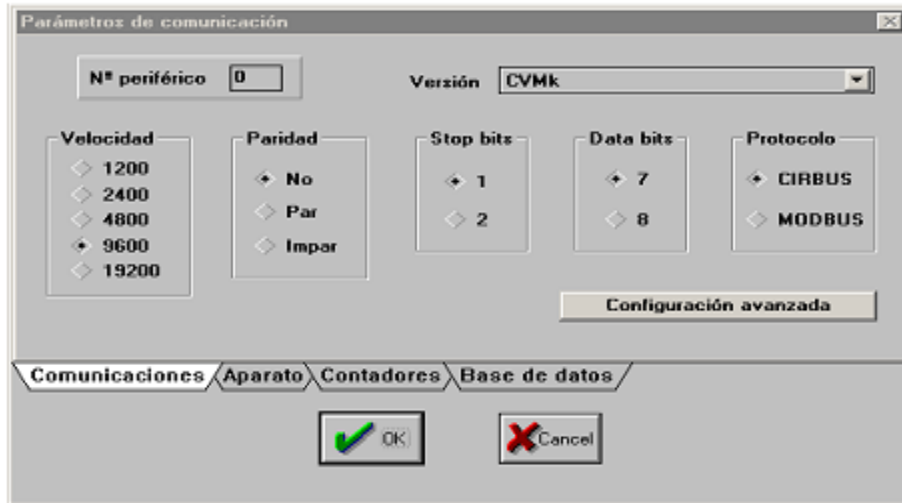 Parámetros de comunicación
Nª periférico 0
Versión CVMk
Velocidad
1200
2400
4800
9600
19200
Paridad
No
Par
Impar
Stop bits
1
2
Data bits
7
8
Protocolo
CIRBUS
MODBUS
Configuración avanzada
Comunicaciones Aparato Contadores Base de datos
OK Cancel